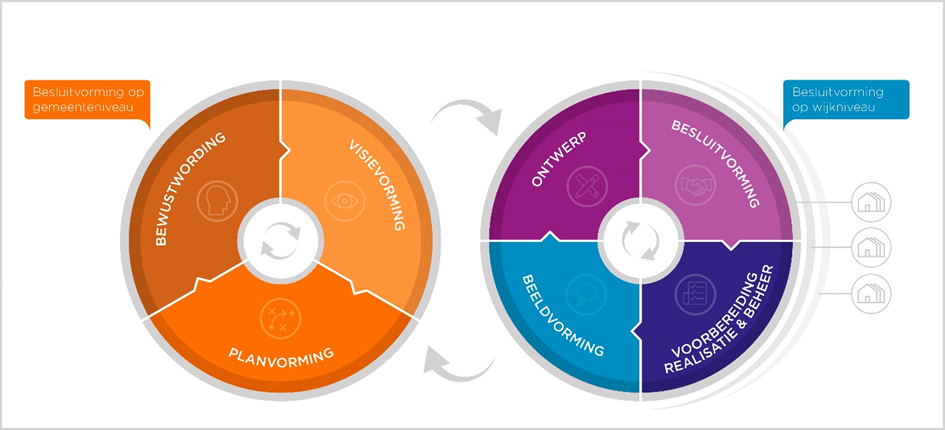 Besluitvorming op
gemeenteniveau
BEWUSTWORDING
VISIEVORMING
PLANVORMING
Besluitvorming
op wijkniveau
ONTWERP
BESLUITVORMING
BEELDVORMING
VOORBEREIDING
REALISATIE & BEHEER